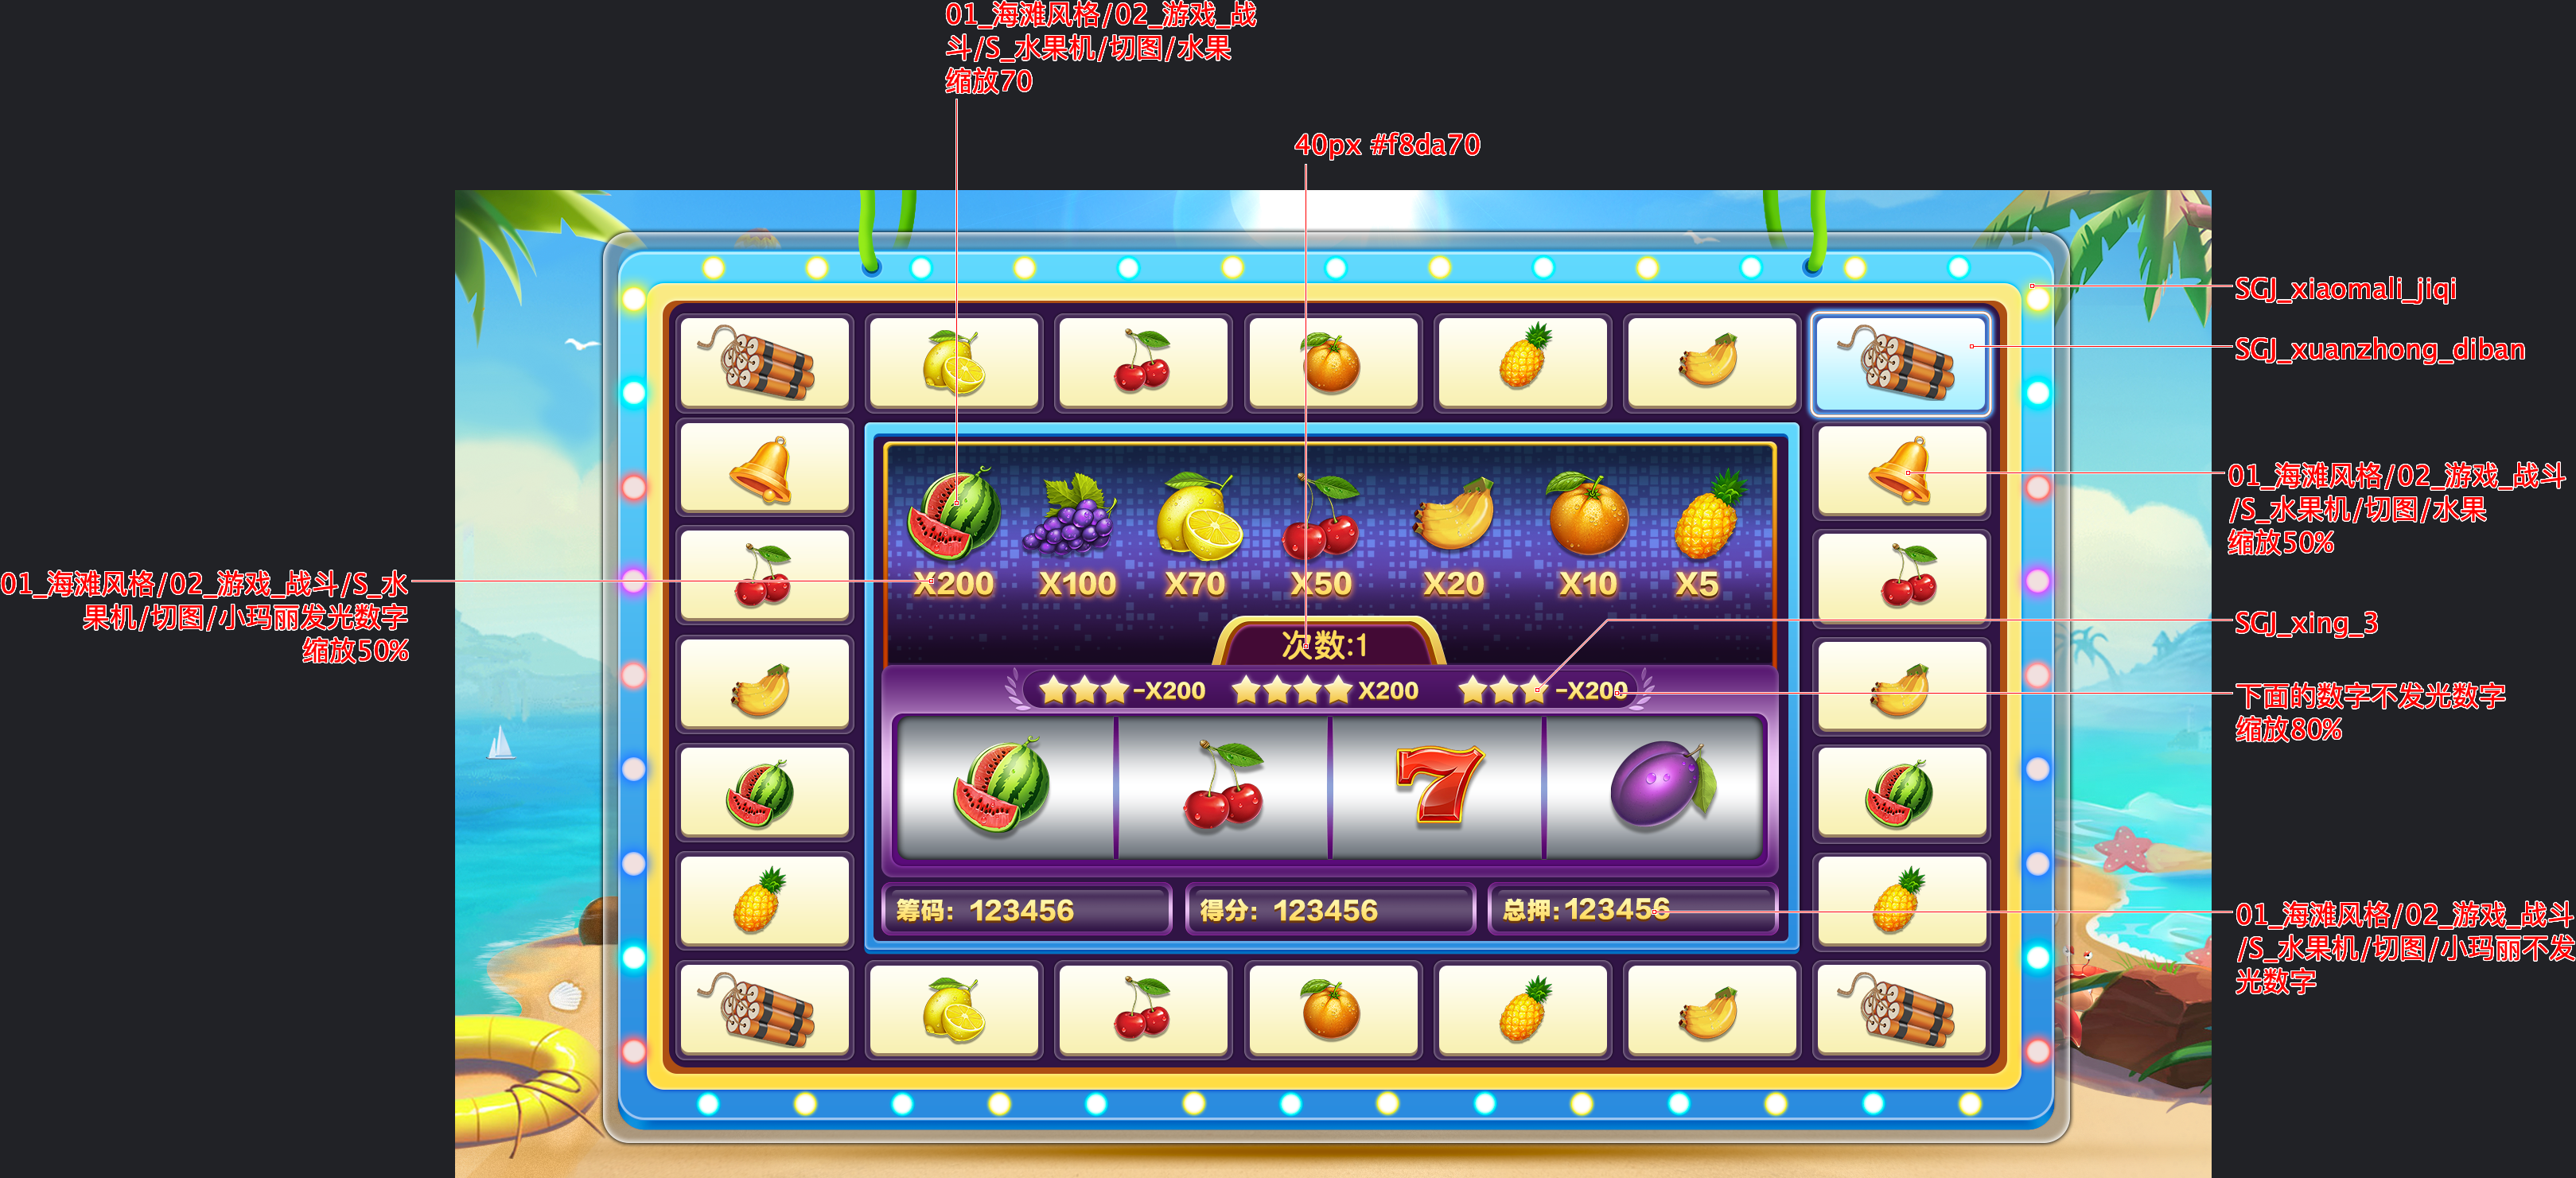 01_海滩风格/02_游戏_战
斗/S_水果机/切图/水果
缩放70
40px #f8da70
SGJ_xiaomali_jiqi
SGJ_xuanzhong_diban
01_海滩风格/02_游戏_战斗
/S_水果机/切图/水果
缩放50%
X200 X100 X70 X50 X20 X10 X5
01_海滩风格/02_游戏_战斗/S_水
果机/切图/小玛丽发光数字
缩放50%
SGJ_xing_3
次数:1
-X200 X200 -X200
下面的数字不发光数字
缩放80%
7
筹码: 123456 得分: 123456 总押:123456
01_海滩风格/02_游戏_战斗
/S_水果机/切图/小玛丽不发
光数字